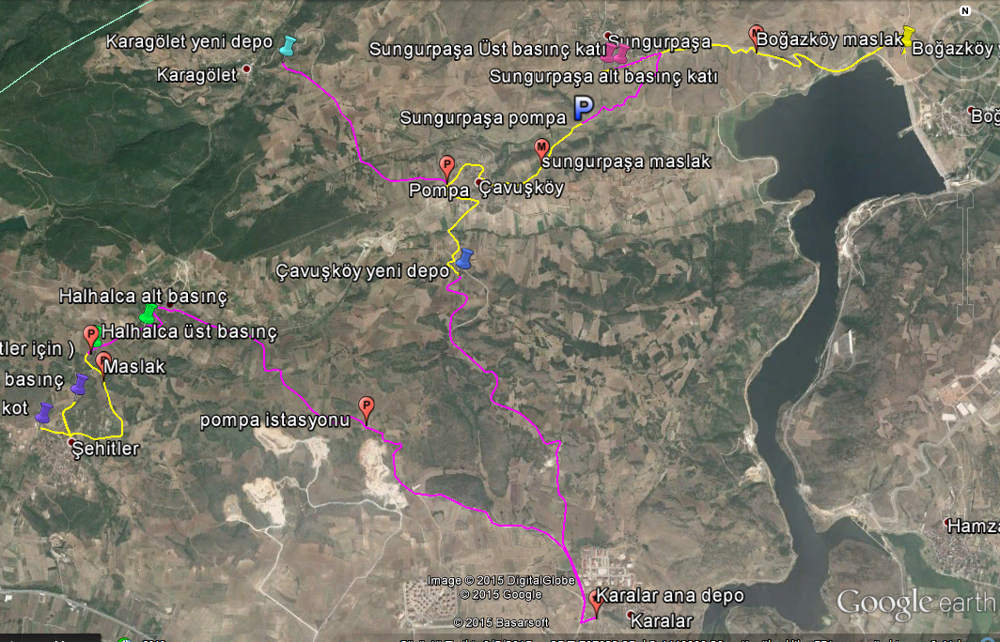 N
Karagölet yeni depo
Karagölet
Sungurpaşa Üst basınç katı
Sungurpaşa
Boğazköy maslak
Boğazköy
Sungurpaşa alt basınç katı
P
Sungurpaşa pompa
Boğ
M
sungurpaşa maslak
P
Pompa
Çavuşköy
Çavuşköy yeni depo
Halhalca alt basınç
P
Halhalca üst basınç
tler için )
Maslak
basınç
kot
P
pompa istasyonu
Şehitler
Hamza
Image © 2015 DigitalGlobe
© 2015 Google
Karalar ana depo
Google earth
© 2015 Basarsoft
Karalar